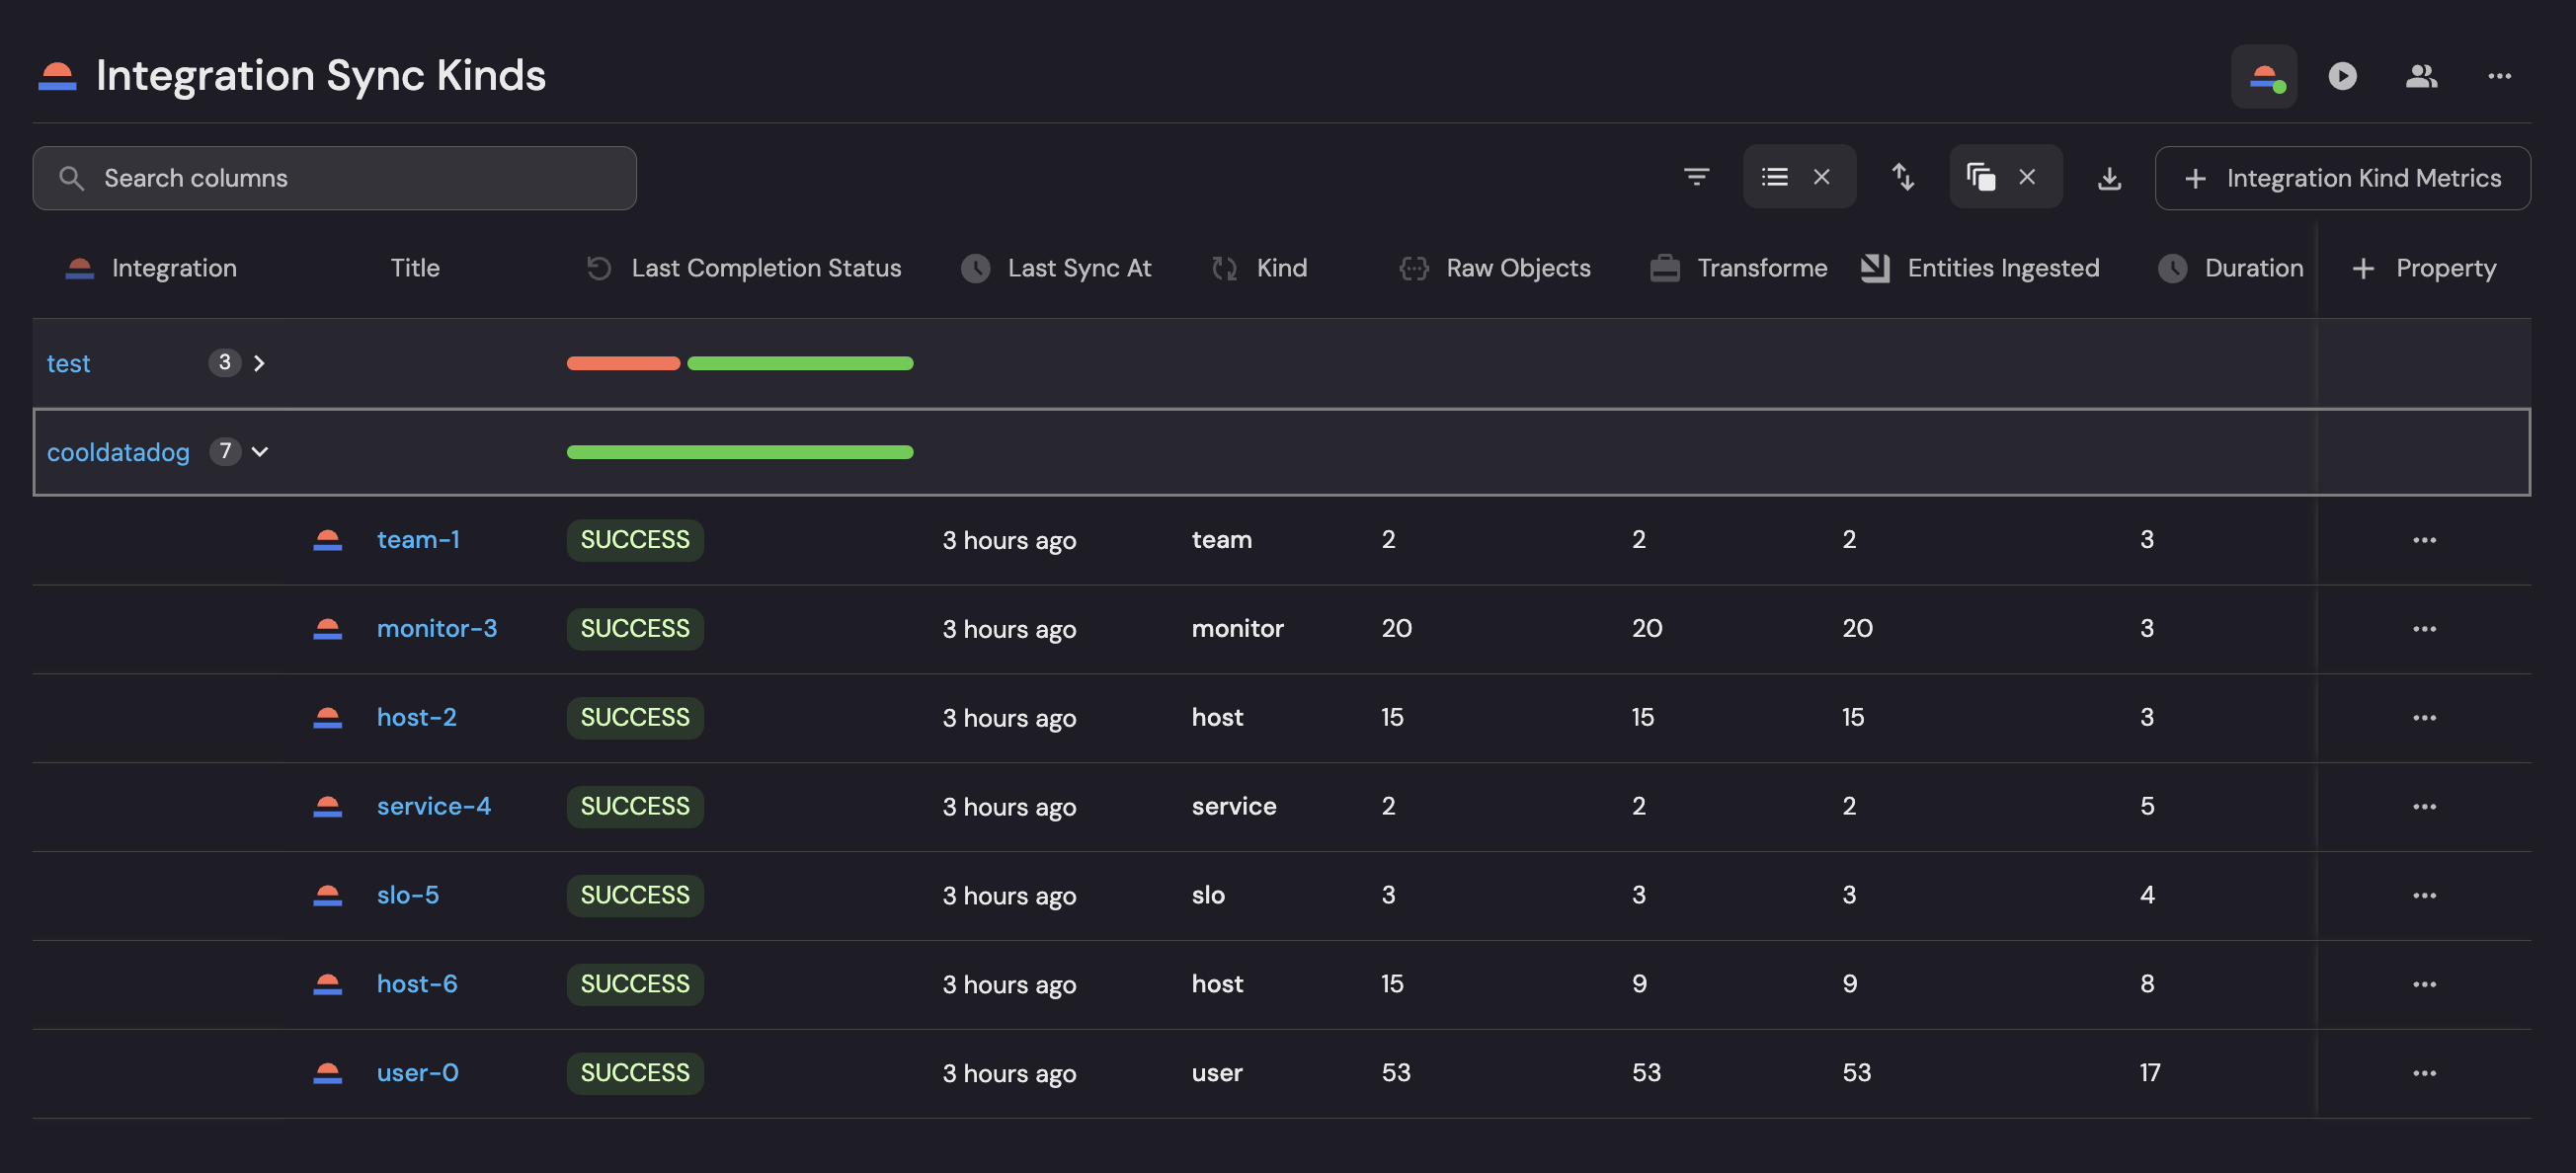 Integration Sync Kinds
Search columns
Integration Kind Metrics
Integration Title Last Completion Status Last Sync At Kind Raw Objects Transforme Entities Ingested Duration Property
test 3
cooldatadog 7
team-1 SUCCESS 3 hours ago team 2 2 2 3
monitor-3 SUCCESS 3 hours ago monitor 20 20 20 3
host-2 SUCCESS 3 hours ago host 15 15 15 3
service-4 SUCCESS 3 hours ago service 2 2 2 5
slo-5 SUCCESS 3 hours ago slo 3 3 3 4
host-6 SUCCESS 3 hours ago host 15 9 9 8
user-0 SUCCESS 3 hours ago user 53 53 53 17